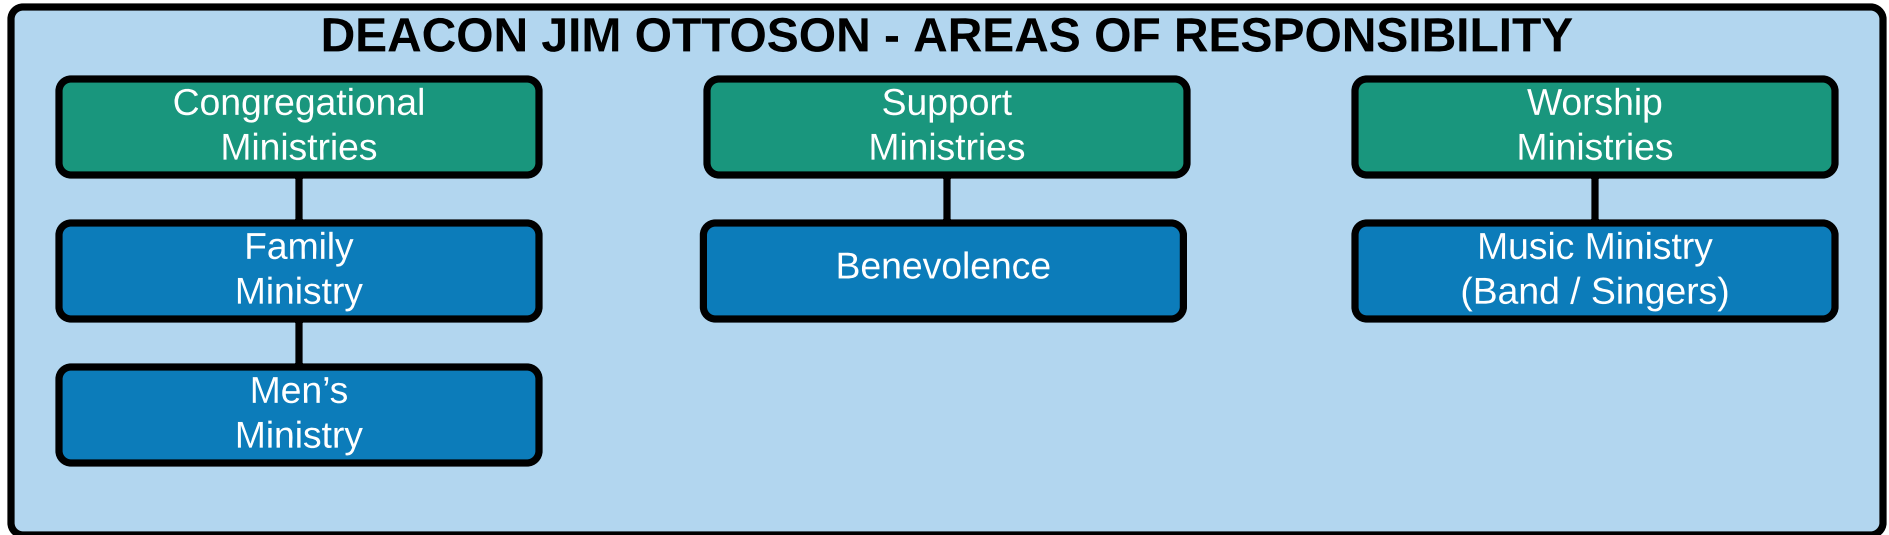 DEACON JIM OTTOSON - AREAS OF RESPONSIBILITY
Congregational
Ministries
Family
Ministry
Men’s
Ministry
Support
Ministries
Benevolence
Worship
Ministries
Music Ministry
(Band / Singers)